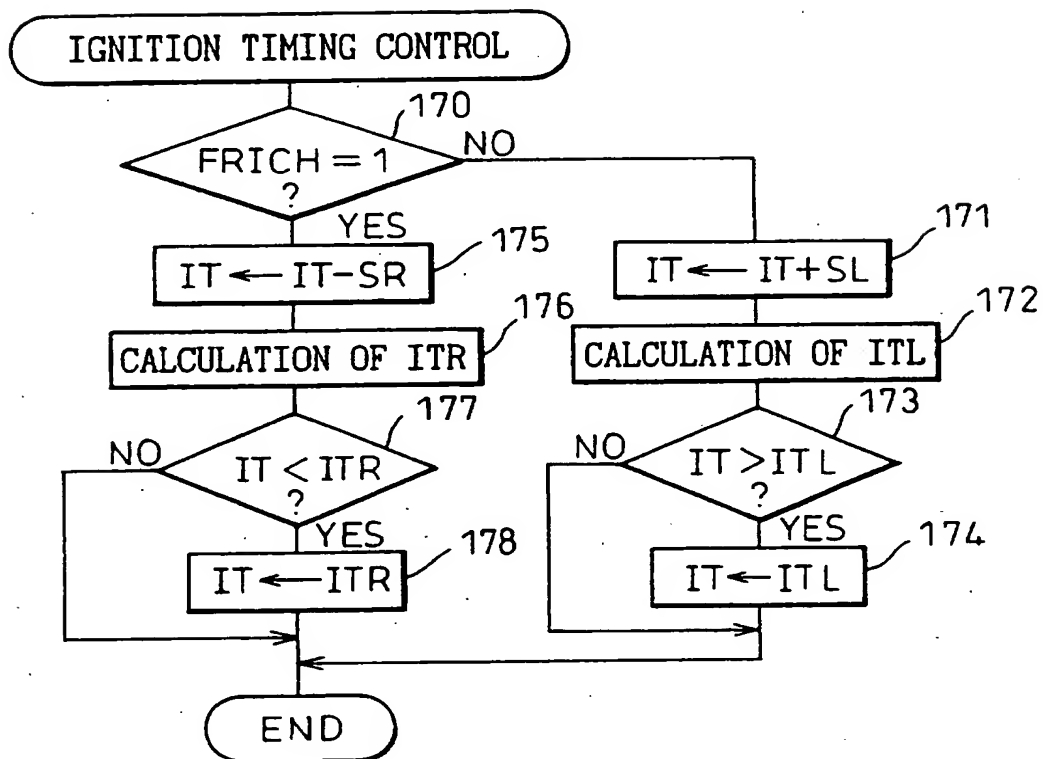 IGNITION TIMING CONTROL
170
FRICH = 1
?
NO
YES
175
IT ← IT-SR
171
IT ← IT+SL
176
CALCULATION OF ITR
172
CALCULATION OF ITL
177
NO
IT < ITR
?
YES
173
NO
IT > ITL
?
YES
178
IT ← ITR
174
IT ← ITL
END